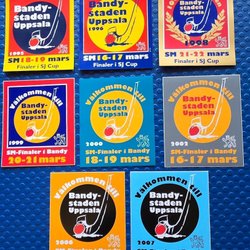 Bandy-
staden
Uppsala
1995
SM 18-19 mars
Finaler i SJ Cup
Bandy-
staden
Uppsala
1996
SM 16-17 mars
Finaler i SJ Cup
Bandy-
staden
Uppsala
1998
SM 21-22 mars
Finaler i SJ Cup
Välkommen till
Bandy-
staden
Uppsala
1999
SM-Finaler i Bandy
20-21 mars
Välkommen till
Bandy-
staden
Uppsala
2000
SM-finaler i Bandy
18-19 mars
Välkommen till
Bandy-
staden
Uppsala
2002
SM-Finaler i Bandy
16-17 mars
Välkommen till
Bandy-
staden
Uppsala
2006
Välkommen till
Bandy-
staden
Uppsala
2007